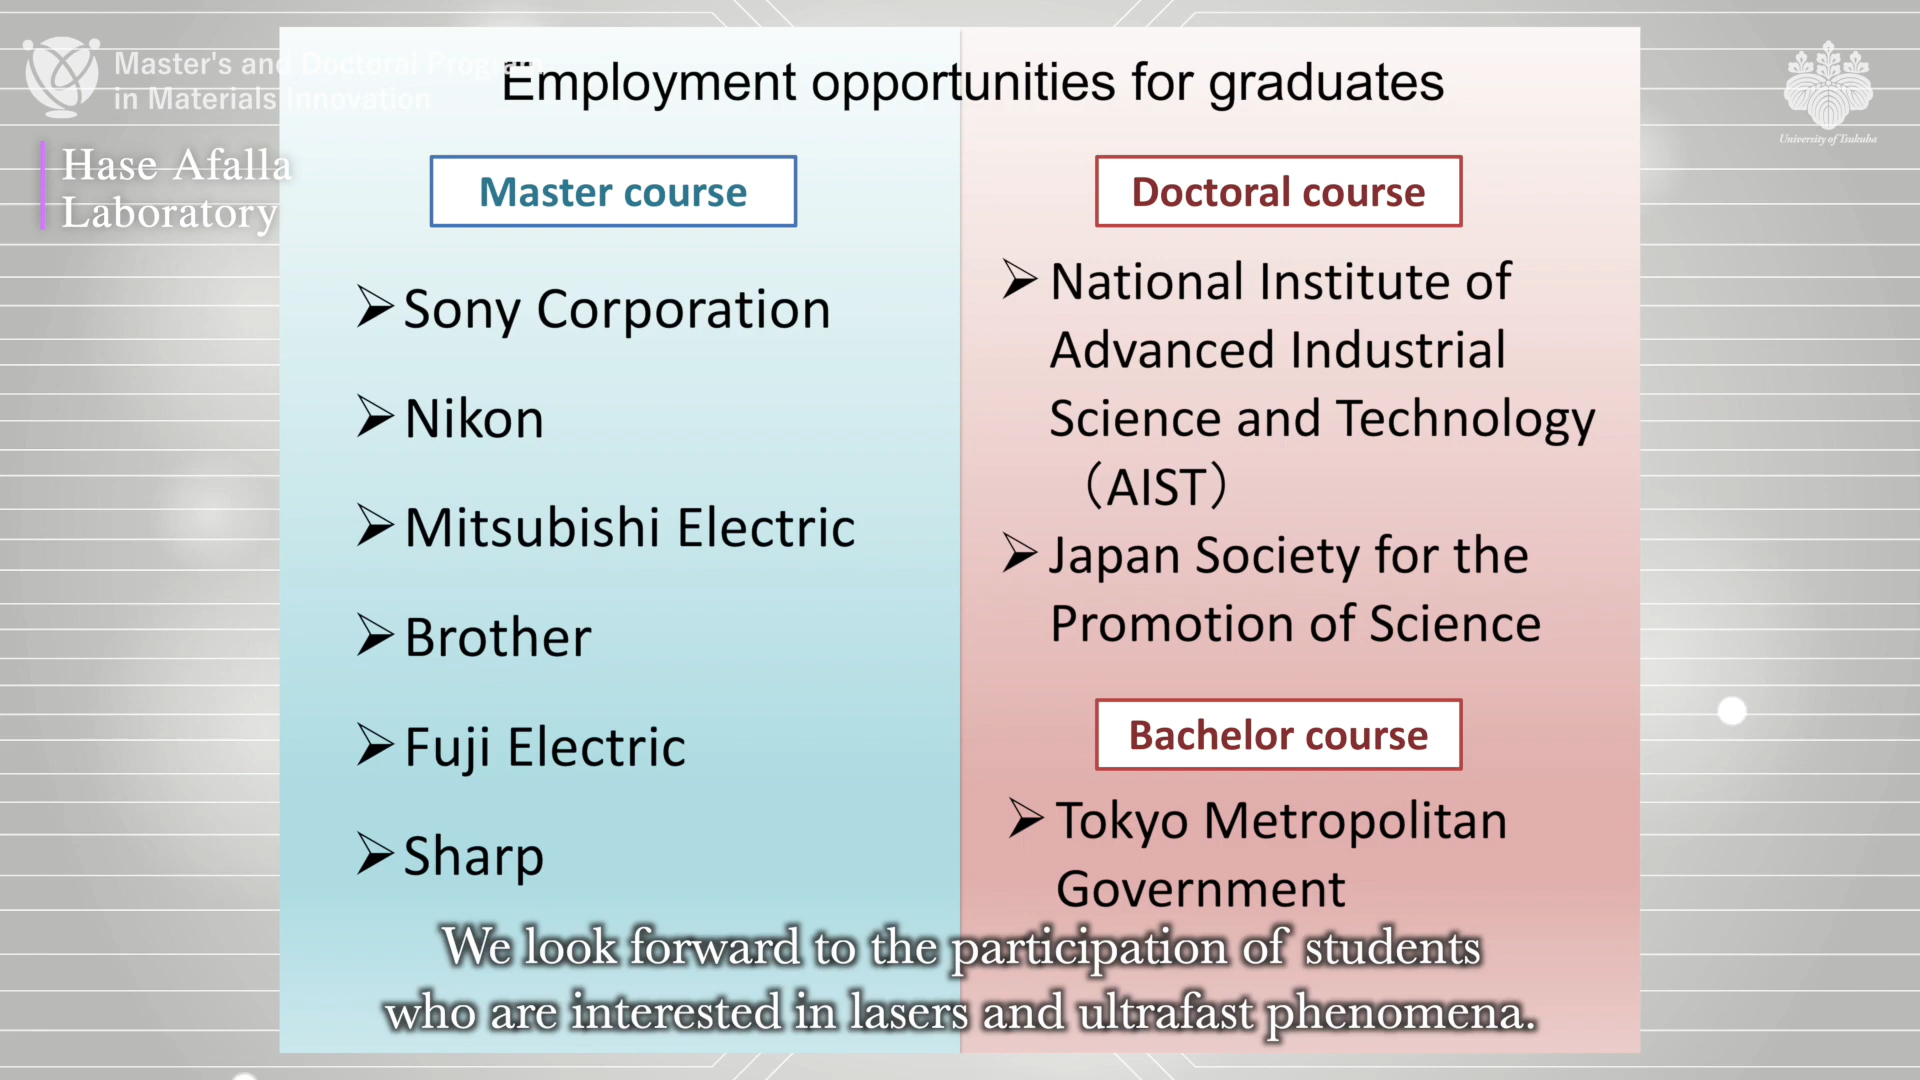 Master's and Doctoral Program
in Materials Innovation
Hase Afalla
Laboratory
University of Tsukuba
Employment opportunities for graduates
Master course
➢Sony Corporation
➢Nikon
➢Mitsubishi Electric
➢Brother
➢Fuji Electric
➢Sharp
Doctoral course
➢National Institute of
Advanced Industrial
Science and Technology
（AIST）
➢Japan Society for the
Promotion of Science
Bachelor course
➢Tokyo Metropolitan
Government
We look forward to the participation of students
who are interested in lasers and ultrafast phenomena.